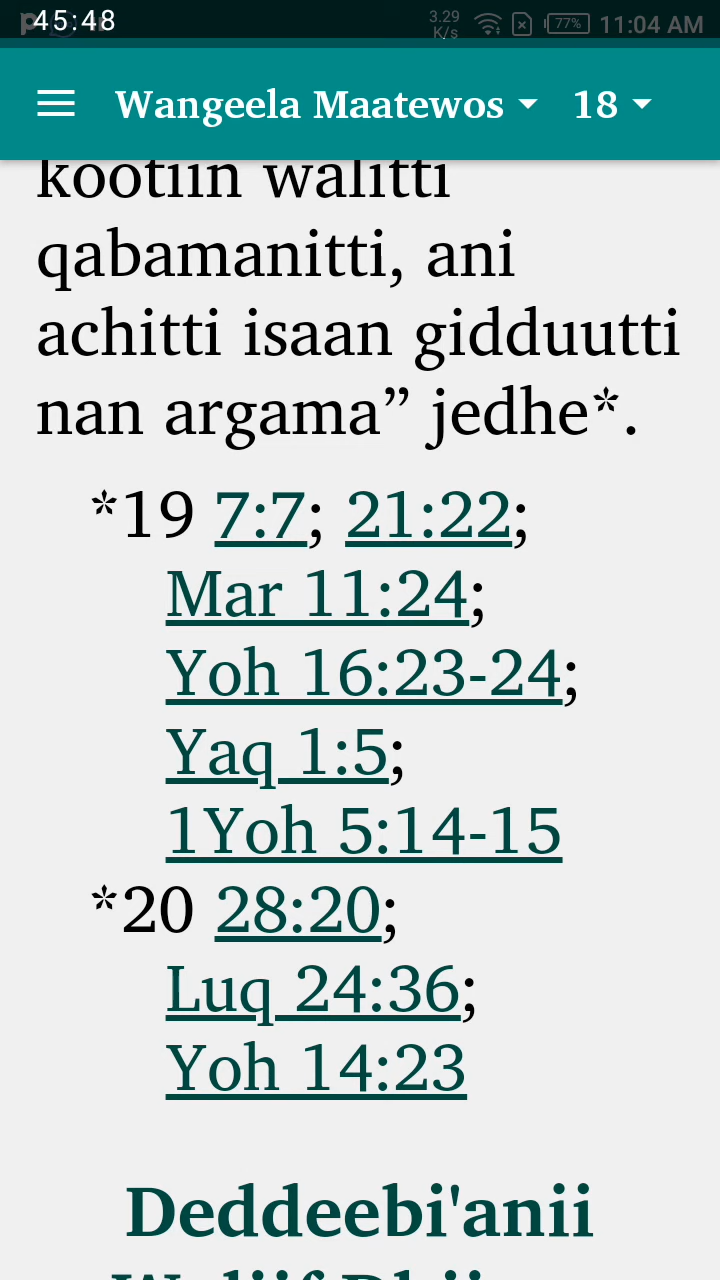 45:48
3.29
K/s
77%
11:04 AM
Wangeela Maatewos 18
kootiin walitti
qabamanitti, ani
achitti isaan gidduutti
nan argama” jedhe*.
*19 7:7; 21:22;
Mar 11:24;
Yoh 16:23-24;
Yaq 1:5;
1Yoh 5:14-15
*20 28:20;
Luq 24:36;
Yoh 14:23
Deddeebi'anii